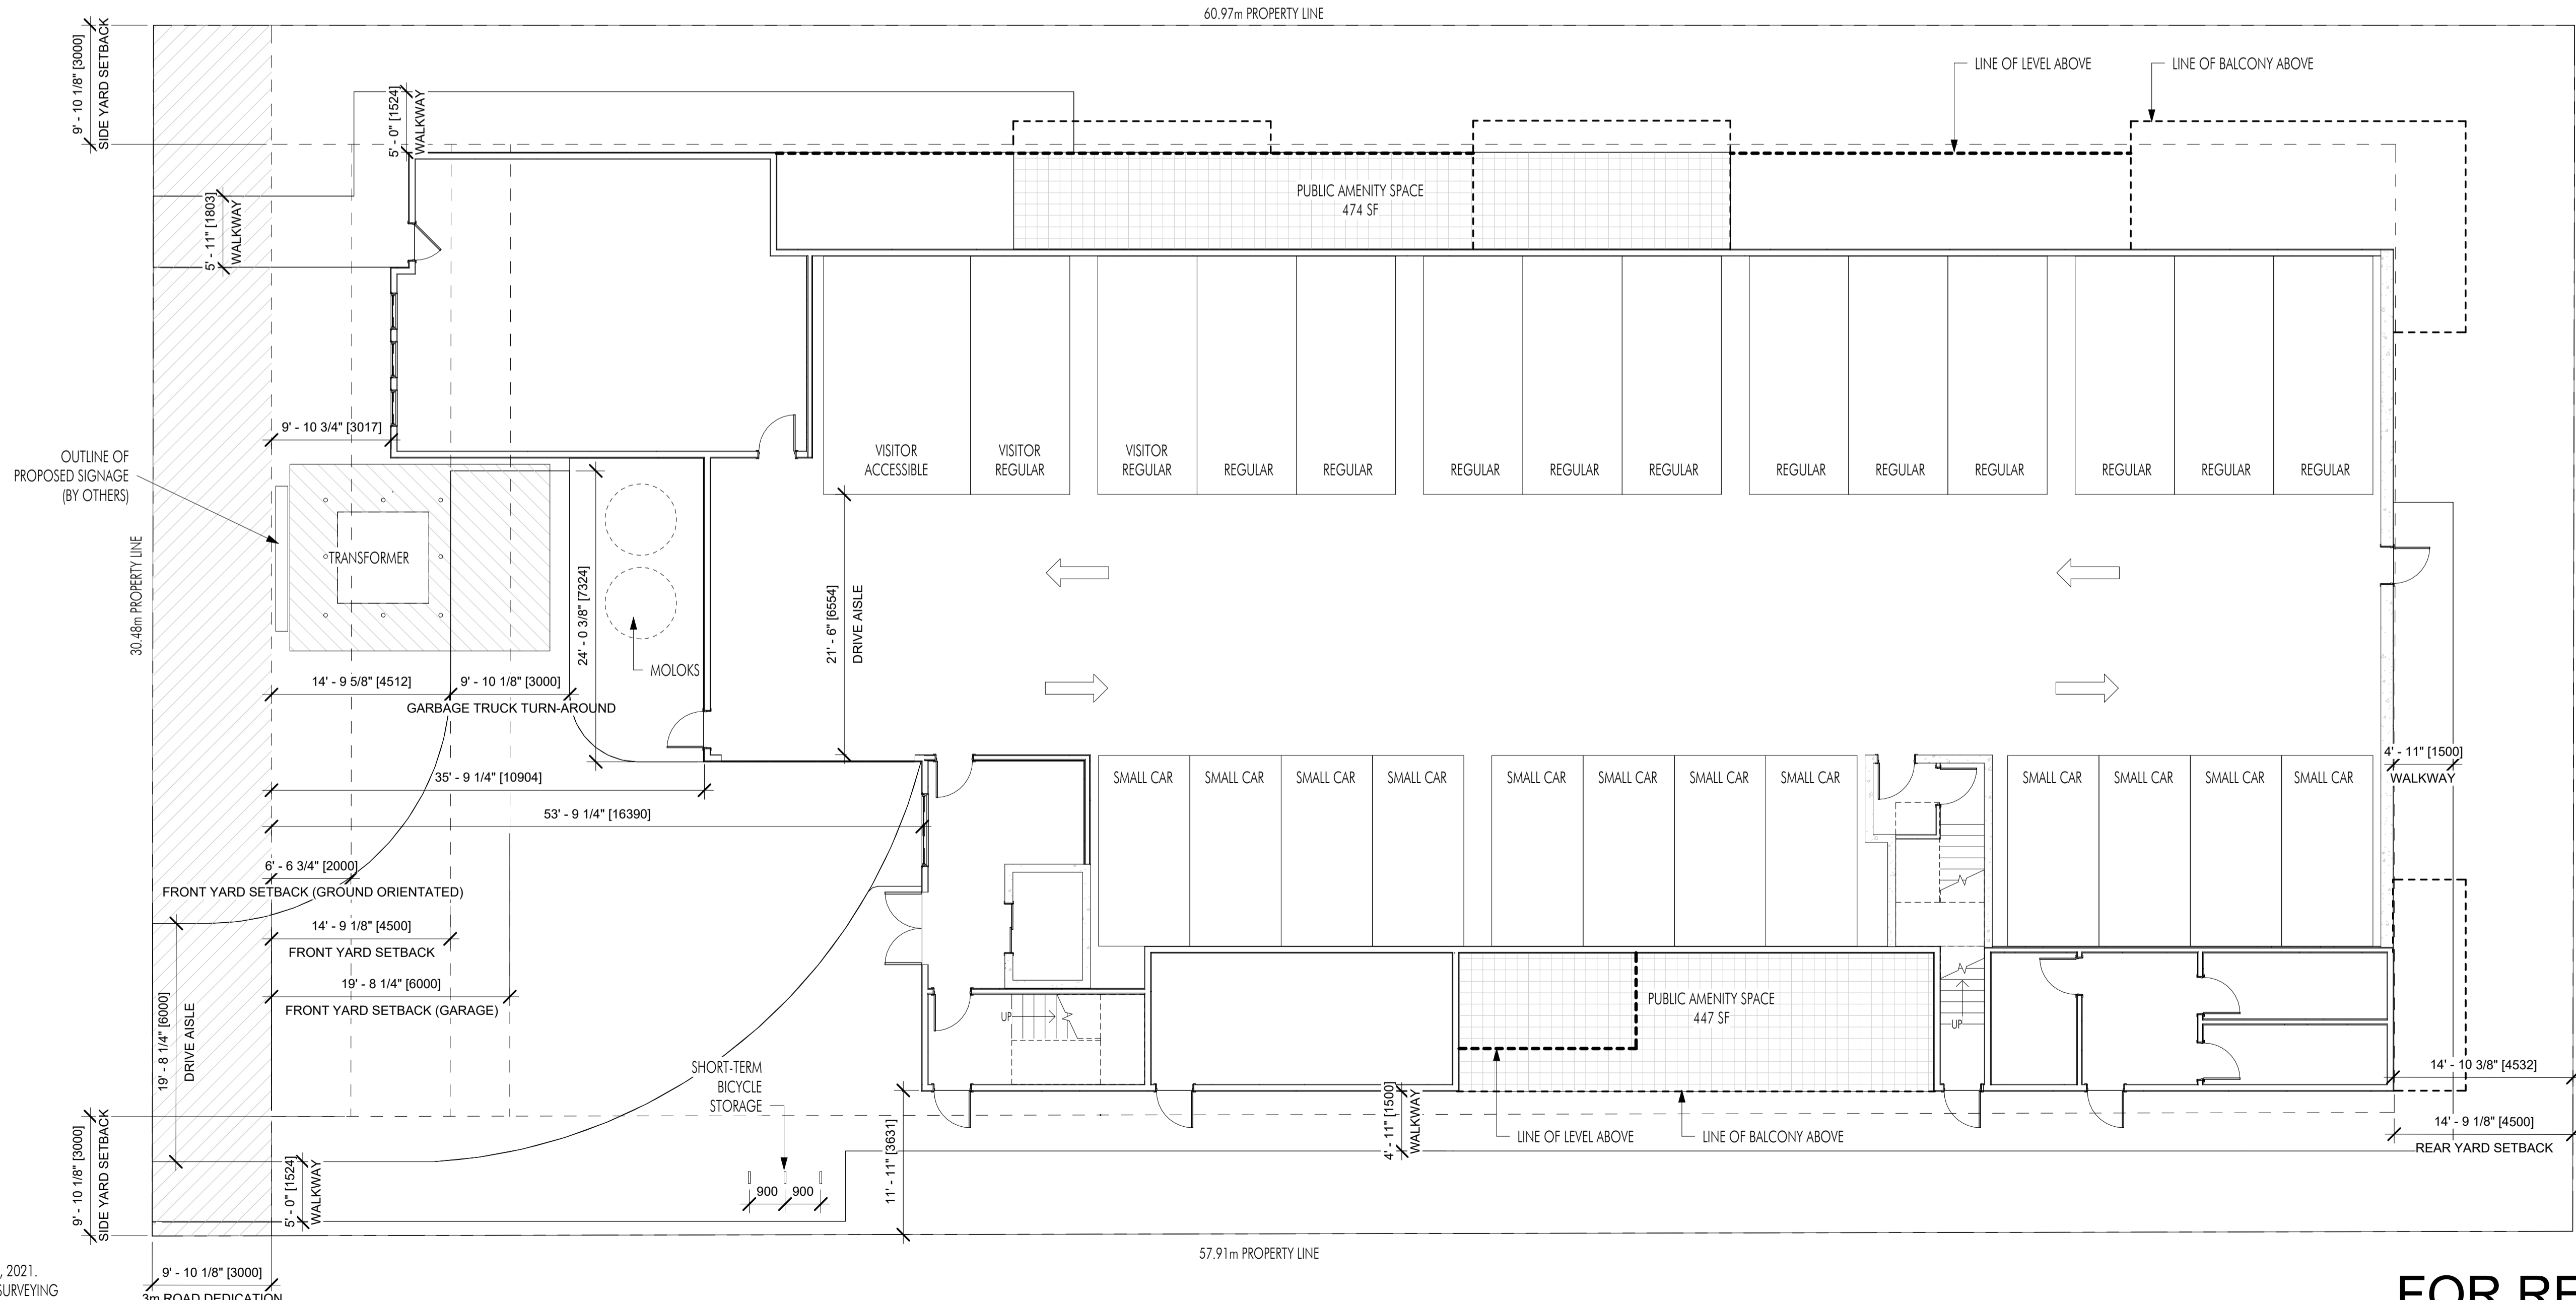 60.97m PROPERTY LINE
9' - 10 1/8" [3000]
SIDE YARD SETBACK
5' - 0" [1524]
WALKWAY
LINE OF LEVEL ABOVE
LINE OF BALCONY ABOVE
5' - 11" [1803]
WALKWAY
PUBLIC AMENITY SPACE
474 SF
9' - 10 3/4" [3017]
OUTLINE OF
PROPOSED SIGNAGE
(BY OTHERS)
VISITOR
ACCESSIBLE
VISITOR
REGULAR
VISITOR
REGULAR
REGULAR
REGULAR
REGULAR
REGULAR
REGULAR
REGULAR
REGULAR
REGULAR
REGULAR
REGULAR
REGULAR
30.48m PROPERTY LINE
TRANSFORMER
24' - 0 3/8" [7324]
MOLOKS
21' - 6" [6554]
DRIVE AISLE
14' - 9 5/8" [4512]
9' - 10 1/8" [3000]
GARBAGE TRUCK TURN-AROUND
35' - 9 1/4" [10904]
53' - 9 1/4" [16390]
SMALL CAR
SMALL CAR
SMALL CAR
SMALL CAR
SMALL CAR
SMALL CAR
SMALL CAR
SMALL CAR
SMALL CAR
SMALL CAR
SMALL CAR
SMALL CAR
4' - 11" [1500]
WALKWAY
6' - 6 3/4" [2000]
FRONT YARD SETBACK (GROUND ORIENTATED)
14' - 9 1/8" [4500]
FRONT YARD SETBACK
19' - 8 1/4" [6000]
FRONT YARD SETBACK (GARAGE)
19' - 8 1/4" [6000]
DRIVE AISLE
UP
PUBLIC AMENITY SPACE
447 SF
UP
SHORT-TERM
BICYCLE
STORAGE
14' - 10 3/8" [4532]
9' - 10 1/8" [3000]
SIDE YARD SETBACK
5' - 0" [1524]
WALKWAY
900
900
11' - 11" [3631]
4' - 11" [1500]
WALKWAY
LINE OF LEVEL ABOVE
LINE OF BALCONY ABOVE
14' - 9 1/8" [4500]
REAR YARD SETBACK
57.91m PROPERTY LINE
, 2021.
SURVEYING
9' - 10 1/8" [3000]
3m ROAD DEDICATION
FOR RE